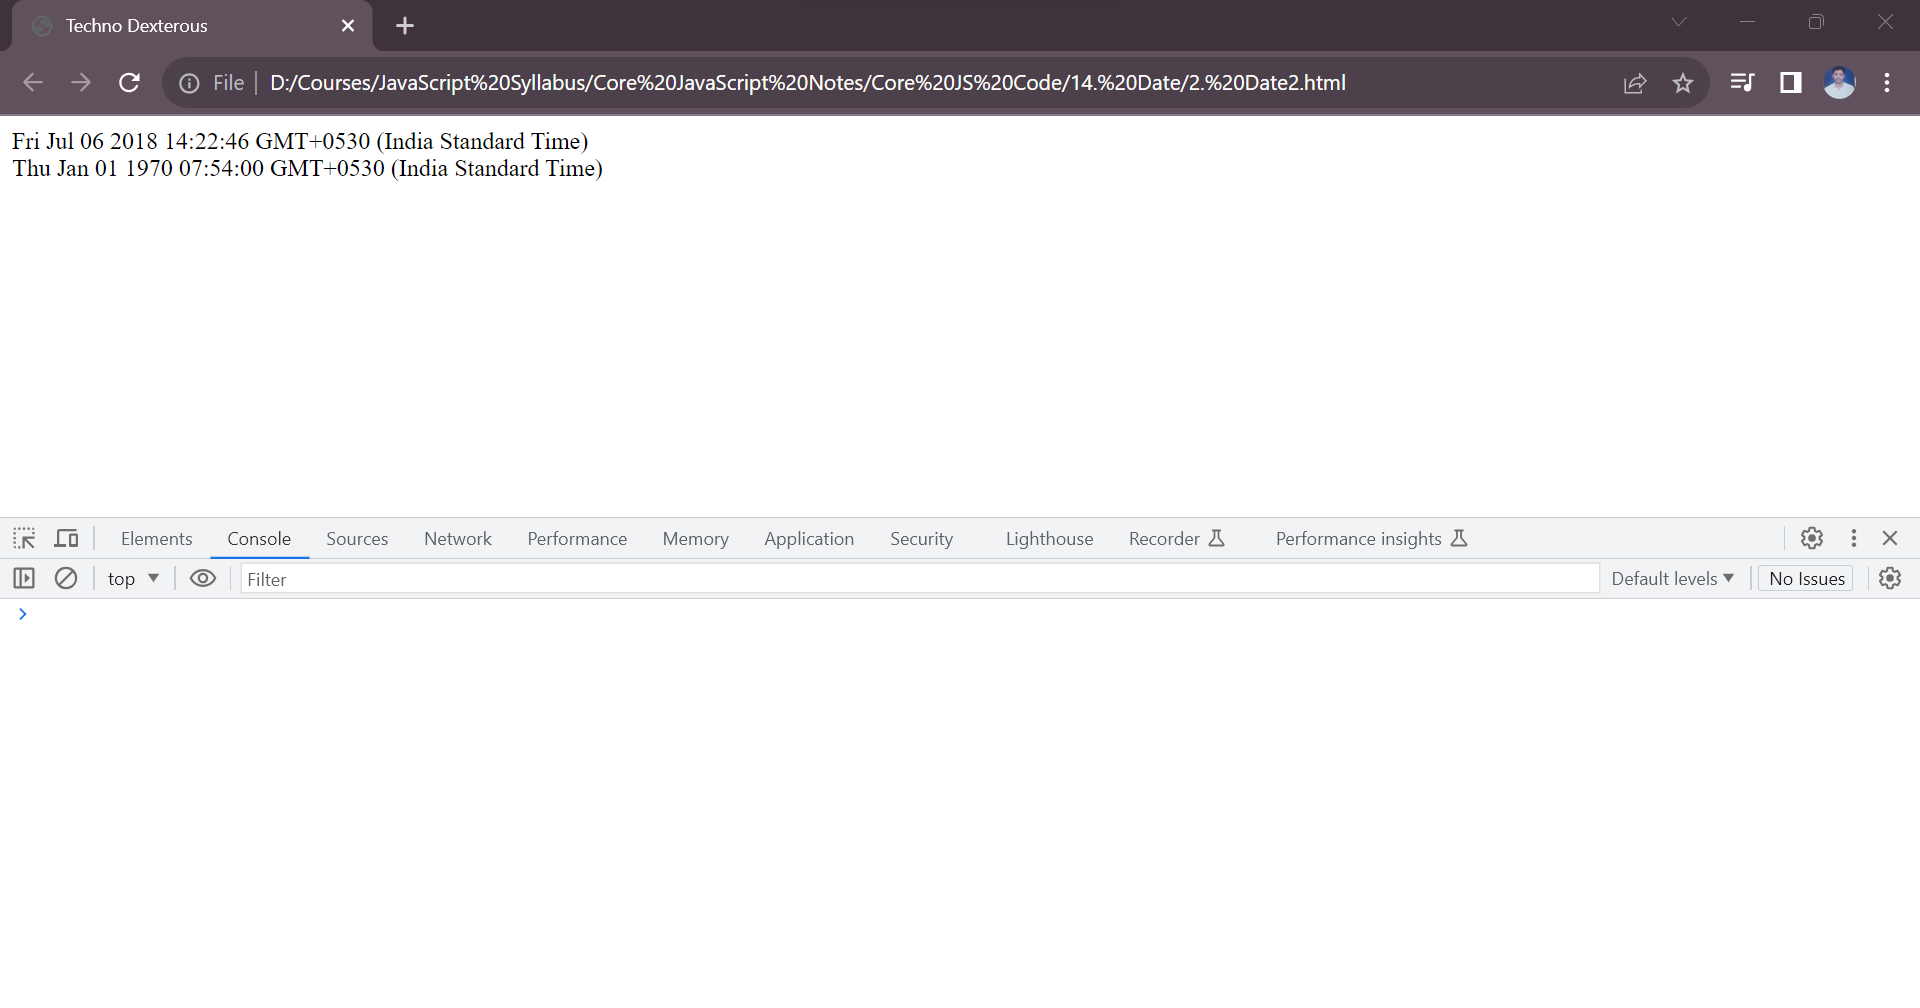 Techno Dexterous
File D:/Courses/JavaScript%20Syllabus/Core%20JavaScript%20Notes/Core%20JS%20Code/14.%20Date/2.%20Date2.html
Fri Jul 06 2018 14:22:46 GMT+0530 (India Standard Time)
Thu Jan 01 1970 07:54:00 GMT+0530 (India Standard Time)
Elements Console Sources Network Performance Memory Application Security Lighthouse Recorder Performance insights
top Filter Default levels No Issues